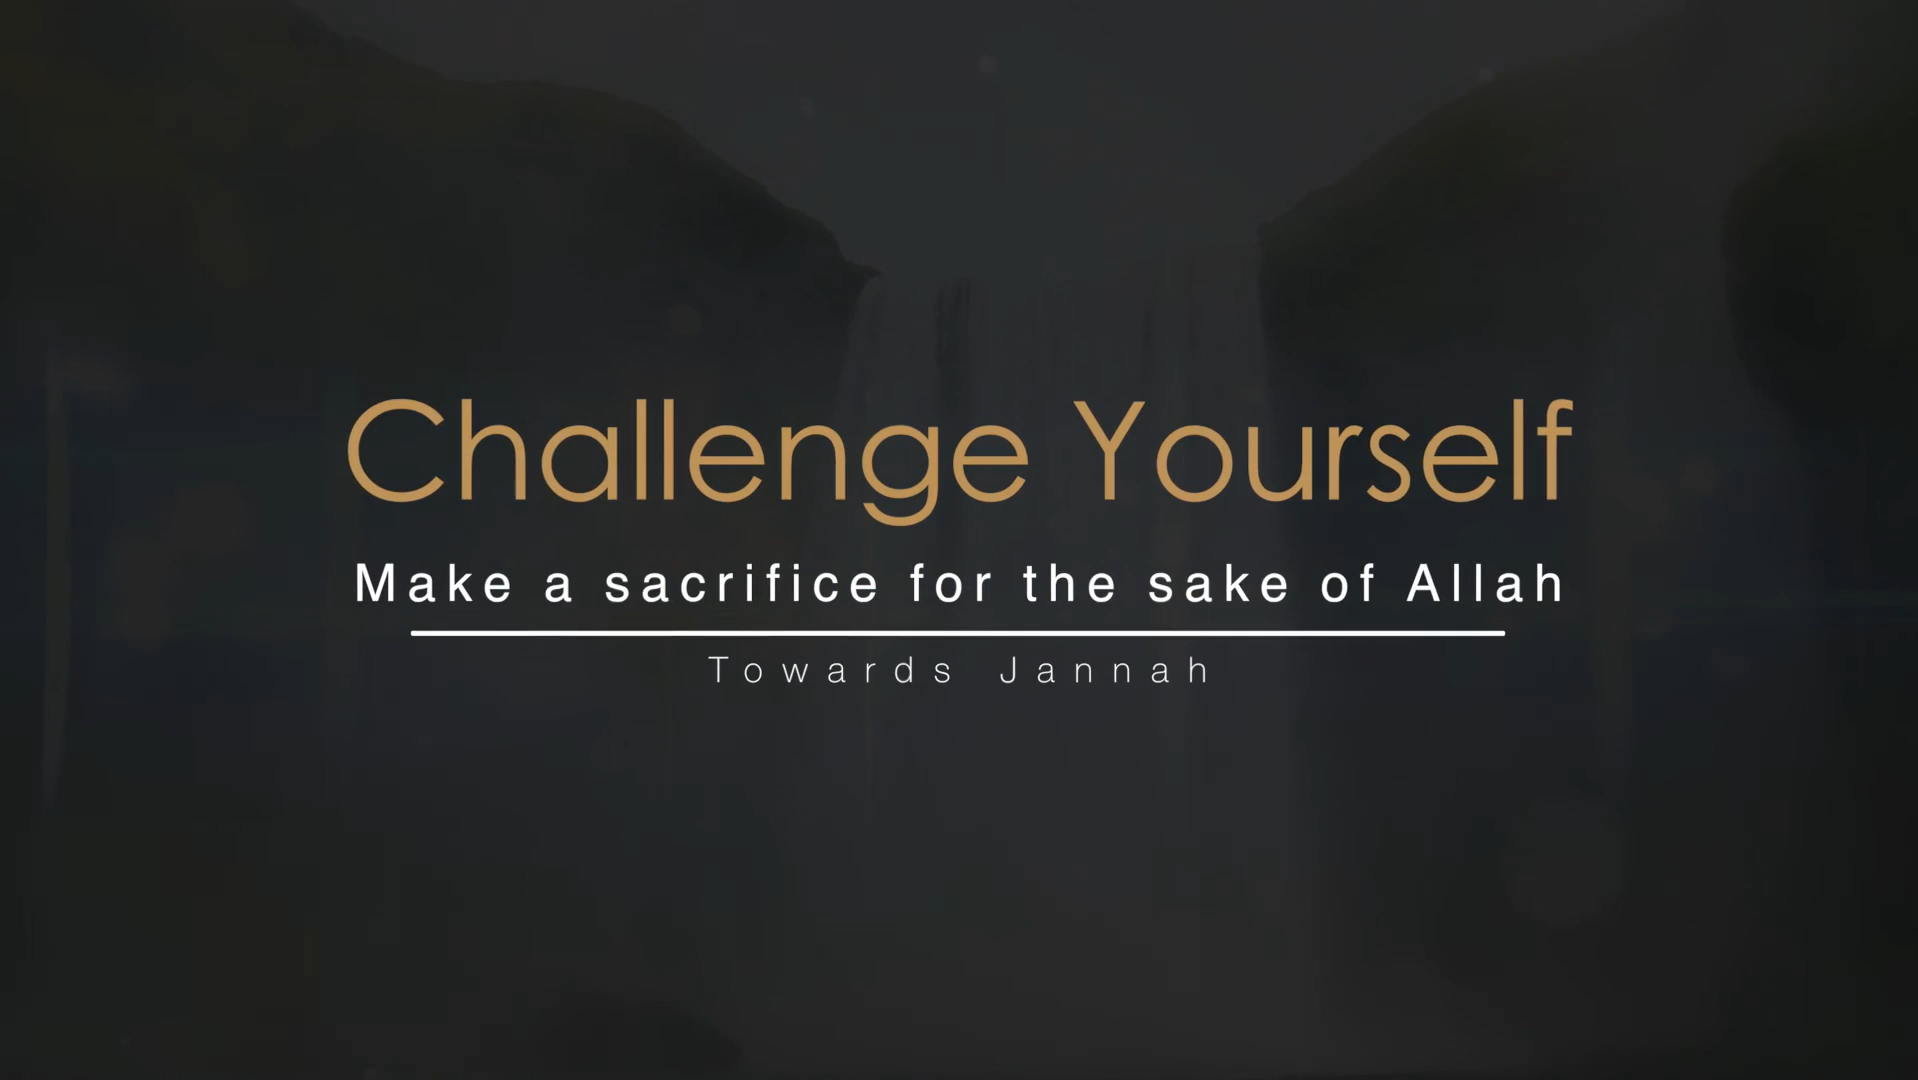 Challenge Yourself
Make a sacrifice for the sake of Allah
Towards Jannah